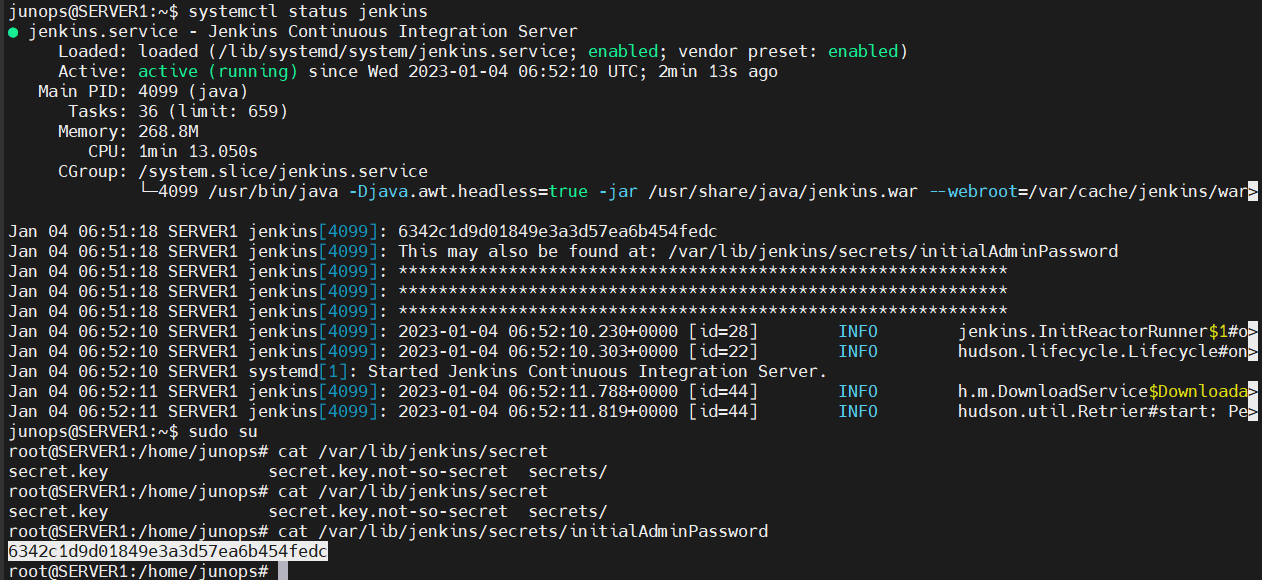 junops@SERVER1:~$ systemctl status jenkins
● jenkins.service - Jenkins Continuous Integration Server
     Loaded: loaded (/lib/systemd/system/jenkins.service; enabled; vendor preset: enabled)
     Active: active (running) since Wed 2023-01-04 06:52:10 UTC; 2min 13s ago
   Main PID: 4099 (java)
      Tasks: 36 (limit: 659)
     Memory: 268.8M
        CPU: 1min 13.050s
     CGroup: /system.slice/jenkins.service
             └─4099 /usr/bin/java -Djava.awt.headless=true -jar /usr/share/java/jenkins.war --webroot=/var/cache/jenkins/war>
Jan 04 06:51:18 SERVER1 jenkins[4099]: 6342c1d9d01849e3a3d57ea6b454fedc
Jan 04 06:51:18 SERVER1 jenkins[4099]: This may also be found at: /var/lib/jenkins/secrets/initialAdminPassword
Jan 04 06:51:18 SERVER1 jenkins[4099]: *************************************************************
Jan 04 06:51:18 SERVER1 jenkins[4099]: *************************************************************
Jan 04 06:51:18 SERVER1 jenkins[4099]: *************************************************************
Jan 04 06:52:10 SERVER1 jenkins[4099]: 2023-01-04 06:52:10.230+0000 [id=28]        INFO        jenkins.InitReactorRunner$1#o>
Jan 04 06:52:10 SERVER1 jenkins[4099]: 2023-01-04 06:52:10.303+0000 [id=22]        INFO        hudson.lifecycle.Lifecycle#on>
Jan 04 06:52:10 SERVER1 systemd[1]: Started Jenkins Continuous Integration Server.
Jan 04 06:52:11 SERVER1 jenkins[4099]: 2023-01-04 06:52:11.788+0000 [id=44]        INFO        h.m.DownloadService$Downloada>
Jan 04 06:52:11 SERVER1 jenkins[4099]: 2023-01-04 06:52:11.819+0000 [id=44]        INFO        hudson.util.Retrier#start: Pe>
junops@SERVER1:~$ sudo su
root@SERVER1:/home/junops# cat /var/lib/jenkins/secret
secret.key                secret.key.not-so-secret  secrets/
root@SERVER1:/home/junops# cat /var/lib/jenkins/secret
secret.key                secret.key.not-so-secret  secrets/
root@SERVER1:/home/junops# cat /var/lib/jenkins/secrets/initialAdminPassword
6342c1d9d01849e3a3d57ea6b454fedc
root@SERVER1:/home/junops#